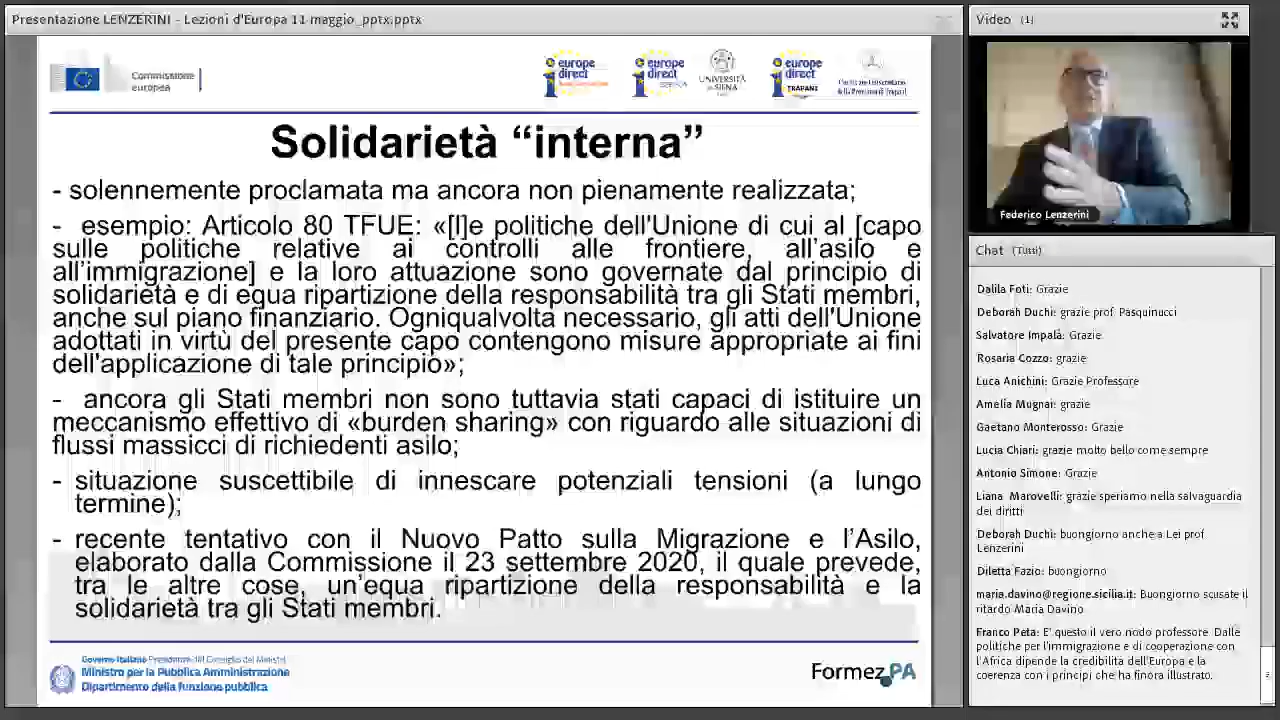 Presentazione LENZERINI - Lezioni d'Europa 11 maggio_pptx.pptx
Commissione
europea
europe
direct
europe
direct
SIENA
UNIVERSITÀ
DI SIENA
europe
direct
TRAPANI
Solidarietà “interna”
- solennemente proclamata ma ancora non pienamente realizzata;
- esempio: Articolo 80 TFUE: «[l]e politiche dell'Unione di cui al [capo
sulle politiche relative ai controlli alle frontiere, all’asilo e
all’immigrazione] e la loro attuazione sono governate dal principio di
solidarietà e di equa ripartizione della responsabilità tra gli Stati membri,
anche sul piano finanziario. Ogniqualvolta necessario, gli atti dell'Unione
adottati in virtù del presente capo contengono misure appropriate ai fini
dell'applicazione di tale principio»;
- ancora gli Stati membri non sono tuttavia stati capaci di istituire un
meccanismo effettivo di «burden sharing» con riguardo alle situazioni di
flussi massicci di richiedenti asilo;
- situazione suscettibile di innescare potenziali tensioni (a lungo
termine);
- recente tentativo con il Nuovo Patto sulla Migrazione e l’Asilo,
elaborato dalla Commissione il 23 settembre 2020, il quale prevede,
tra le altre cose, un’equa ripartizione della responsabilità e la
solidarietà tra gli Stati membri.
Governo Italiano Presidenza del Consiglio dei Ministri
Ministro per la Pubblica Amministrazione
Dipartimento della funzione pubblica
Formez PA
Video (1)
Federico Lenzerini
Chat (Tutti)
Dalila Foti: Grazie
Deborah Duchi: grazie prof. Pasquinucci
Salvatore Impalà: Grazie
Rosaria Cozzo: grazie
Luca Anichini: Grazie Professore
Amelia Mugnai: grazie
Gaetano Monterosso: Grazie
Lucia Chiari: grazie molto bello come sempre
Antonio Simone: Grazie
Liana Marovelli: grazie speriamo nella salvaguardia
dei diritti
Deborah Duchi: buongiorno anche a Lei prof
Lenzerini
Diletta Fazio: buongiorno
maria.davino@regione.sicilia.it: Buongiorno scusate il
ritardo Maria Davino
Franco Peta: E' questo il vero nodo professore. Dalle
politiche per l'immigrazione e di cooperazione con
l'Africa dipende la credibilità dell'Europa e la
coerenza con i principi che ha finora illustrato.